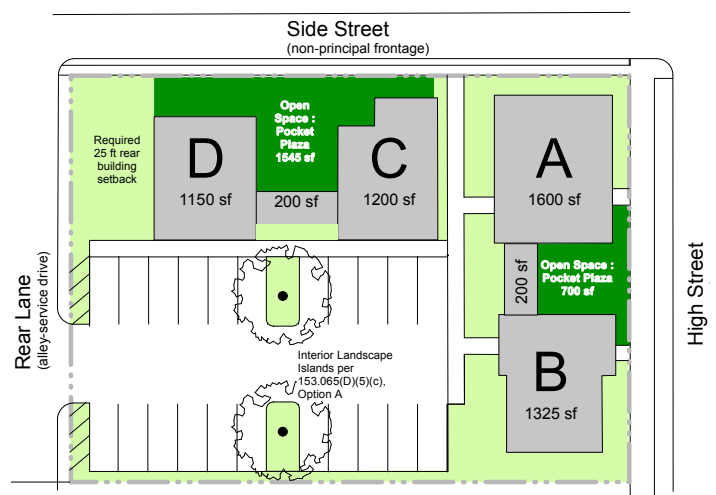 Side Street
(non-principal frontage)
Open
Space :
Pocket
Plaza
1545 sf
Required
25 ft rear
building
setback
D
1150 sf
200 sf
C
1200 sf
A
1600 sf
200 sf
Open Space :
Pocket Plaza
700 sf
High Street
Rear Lane
(alley-service drive)
Interior Landscape
Islands per
153.065(D)(5)(c),
Option A
B
1325 sf